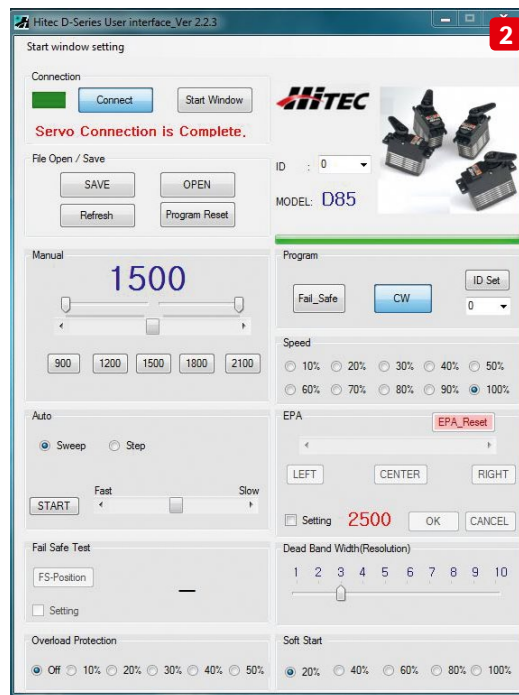 Hitec D-Series User interface_Ver 2.2.3
2
Start window setting
Connection
Connect Start Window
Servo Connection is Complete.
HiTEC
File Open / Save
SAVE OPEN
Refresh Program Reset
ID : 0
MODEL: D85
Manual
1500
900 1200 1500 1800 2100
Program
Fail_Safe CW ID Set
0
Speed
10% 20% 30% 40% 50%
60% 70% 80% 90% 100%
Auto
Sweep Step
Fast Slow
START
EPA
EPA_Reset
LEFT CENTER RIGHT
Setting 2500 OK CANCEL
Fail Safe Test
FS-Position
Setting
Dead Band Width(Resolution)
1 2 3 4 5 6 7 8 9 10
Overload Protection
Off 10% 20% 30% 40% 50%
Soft Start
20% 40% 60% 80% 100%